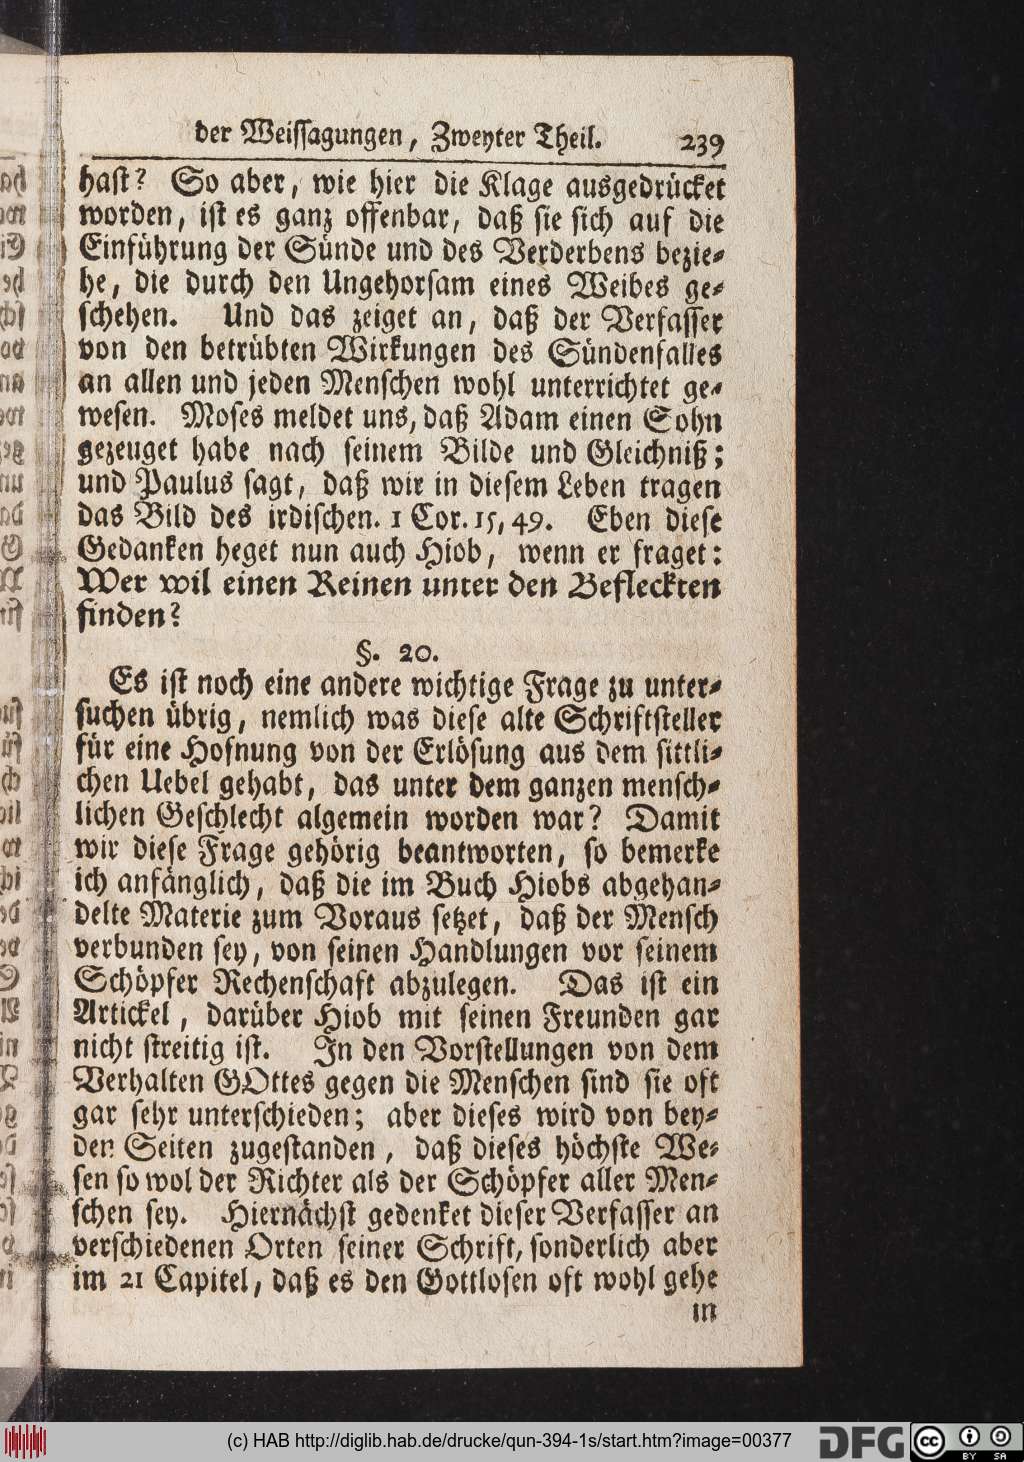 der Weissagungen, Zweyter Theil. 239
hast? So aber, wie hier die Klage ausgedrücket
worden, ist es ganz offenbar, daß sie sich auf die
Einführung der Sünde und des Verderbens bezie-
he, die durch den Ungehorsam eines Weibes ge-
schehen. Und das zeiget an, daß der Verfasser
von den betrübten Wirkungen des Sündenfalles
an allen und jeden Menschen wohl unterrichtet ge-
wesen. Moses meldet uns, daß Adam einen Sohn
gezeuget habe nach seinem Bilde und Gleichniß;
und Paulus sagt, daß wir in diesem Leben tragen
das Bild des irdischen. 1 Cor. 15, 49. Eben diese
Gedanken heget nun auch Hiob, wenn er fraget:
Wer wil einen Reinen unter den Befleckten
finden?
§. 20.
Es ist noch eine andere wichtige Frage zu unter-
suchen übrig, nemlich was diese alte Schriftsteller
für eine Hofnung von der Erlösung aus dem sittli-
chen Uebel gehabt, das unter dem ganzen mensch-
lichen Geschlecht algemein worden war? Damit
wir diese Frage gehörig beantworten, so bemerke
ich anfänglich, daß die im Buch Hiobs abgehan-
delte Materie zum Voraus setzet, daß der Mensch
verbunden sey, von seinen Handlungen vor seinem
Schöpfer Rechenschaft abzulegen. Das ist ein
Artickel, darüber Hiob mit seinen Freunden gar
nicht streitig ist. In den Vorstellungen von dem
Verhalten GOttes gegen die Menschen sind sie oft
gar sehr unterschieden; aber dieses wird von bey-
den Seiten zugestanden, daß dieses höchste We-
sen so wol der Richter als der Schöpfer aller Men-
schen sey. Hiernächst gedenket dieser Verfasser an
verschiedenen Orten seiner Schrift, sonderlich aber
im 21 Capitel, daß es den Gottlosen oft wohl gehe
in
(c) HAB http://diglib.hab.de/drucke/qun-394-1s/start.htm?image=00377
DFG
cc BY SA